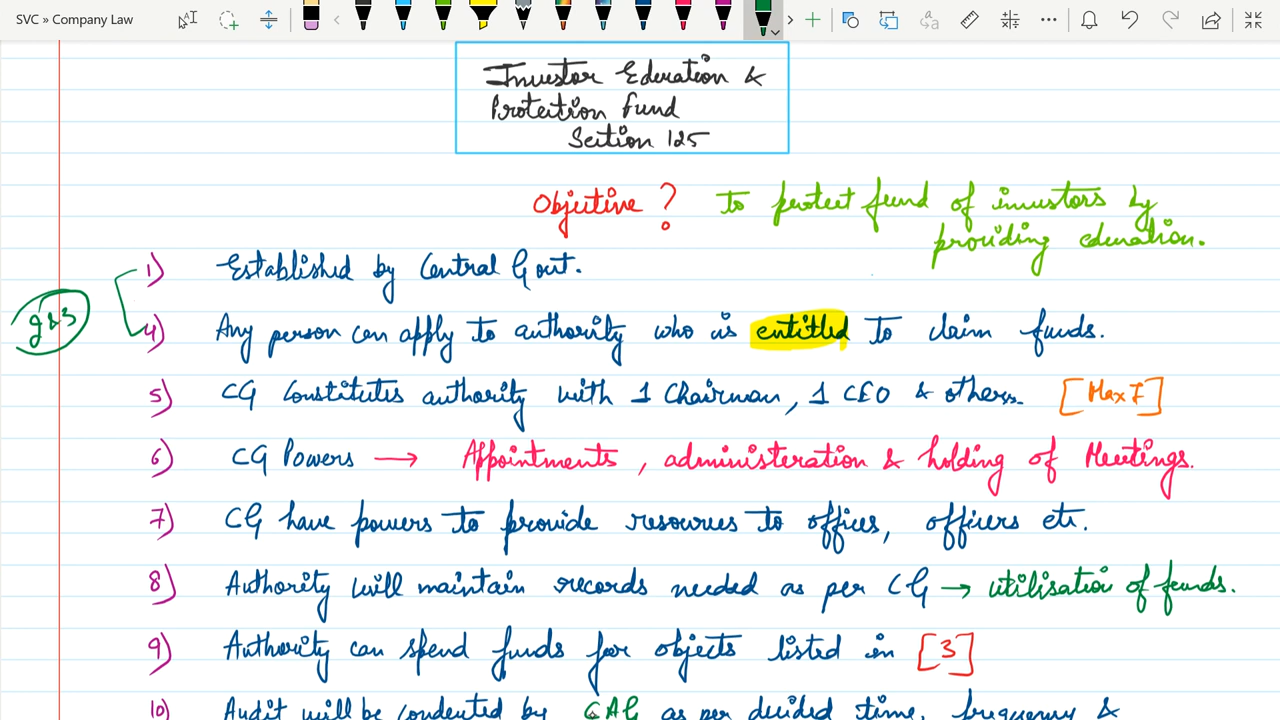 SVC » Company Law
Investor Education &
Protection Fund
Section 125
Objective ? To protect fund of investors by
providing education.
1) Established by Central Govt.
2&3
4) Any person can apply to authority who is entitled to claim funds.
5) CG Constitutes authority with 1 Chairman, 1 CEO & others. [Max 7]
6) CG Powers → Appointments, administeration & holding of Meetings.
7) CG have powers to provide resources to offices, officers etc.
8) Authority will maintain records needed as per CG → utilisation of funds.
9) Authority can spend funds for objects listed in [3]
10) Audit will be conducted by CAG as per decided time, frequency &